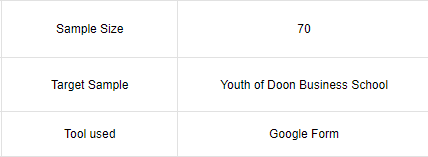 Sample Size 70
Target Sample Youth of Doon Business School
Tool used Google Form